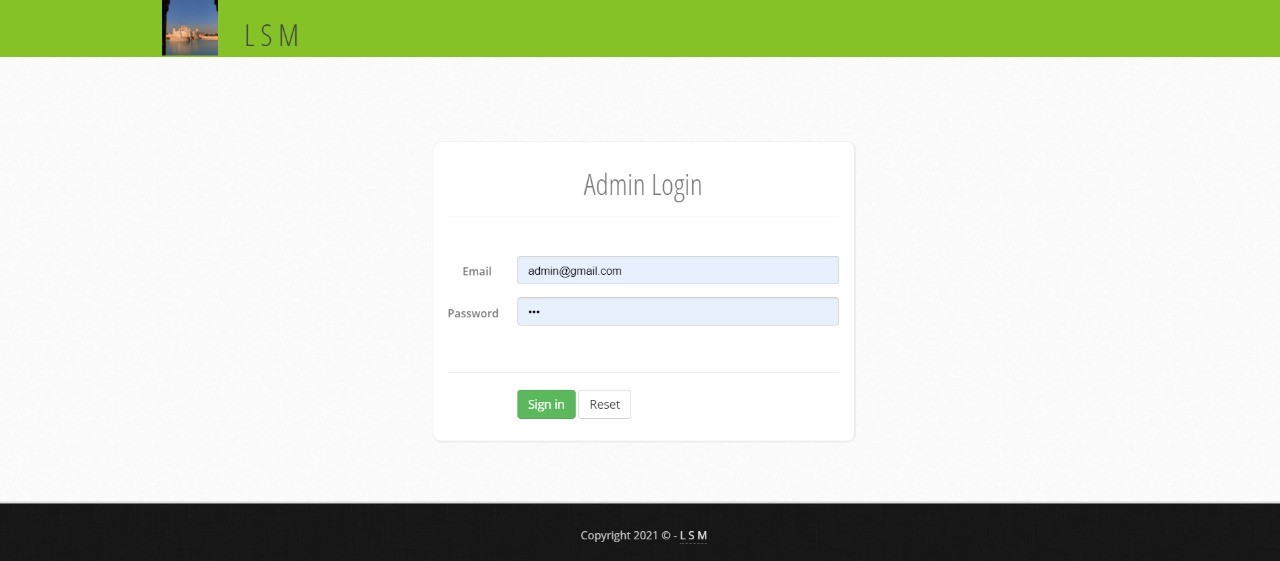 L S M
Admin Login
Email
admin@gmail.com
Password
•••
Sign in
Reset
Copyright 2021 © - L S M